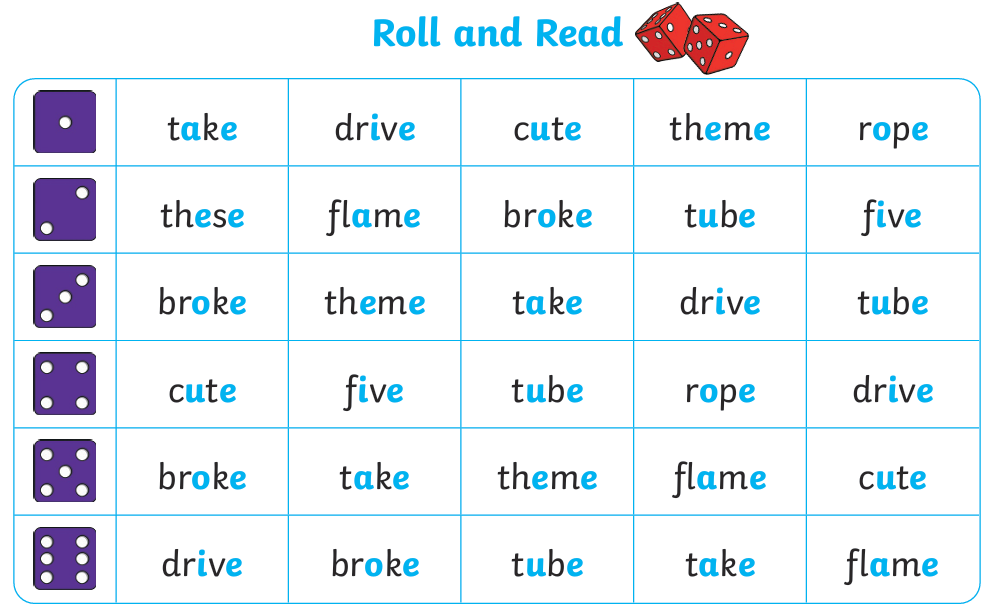 Roll and Read
take drive cute theme rope
these flame broke tube five
broke theme take drive tube
cute five tube rope drive
broke take theme flame cute
drive broke tube take flame